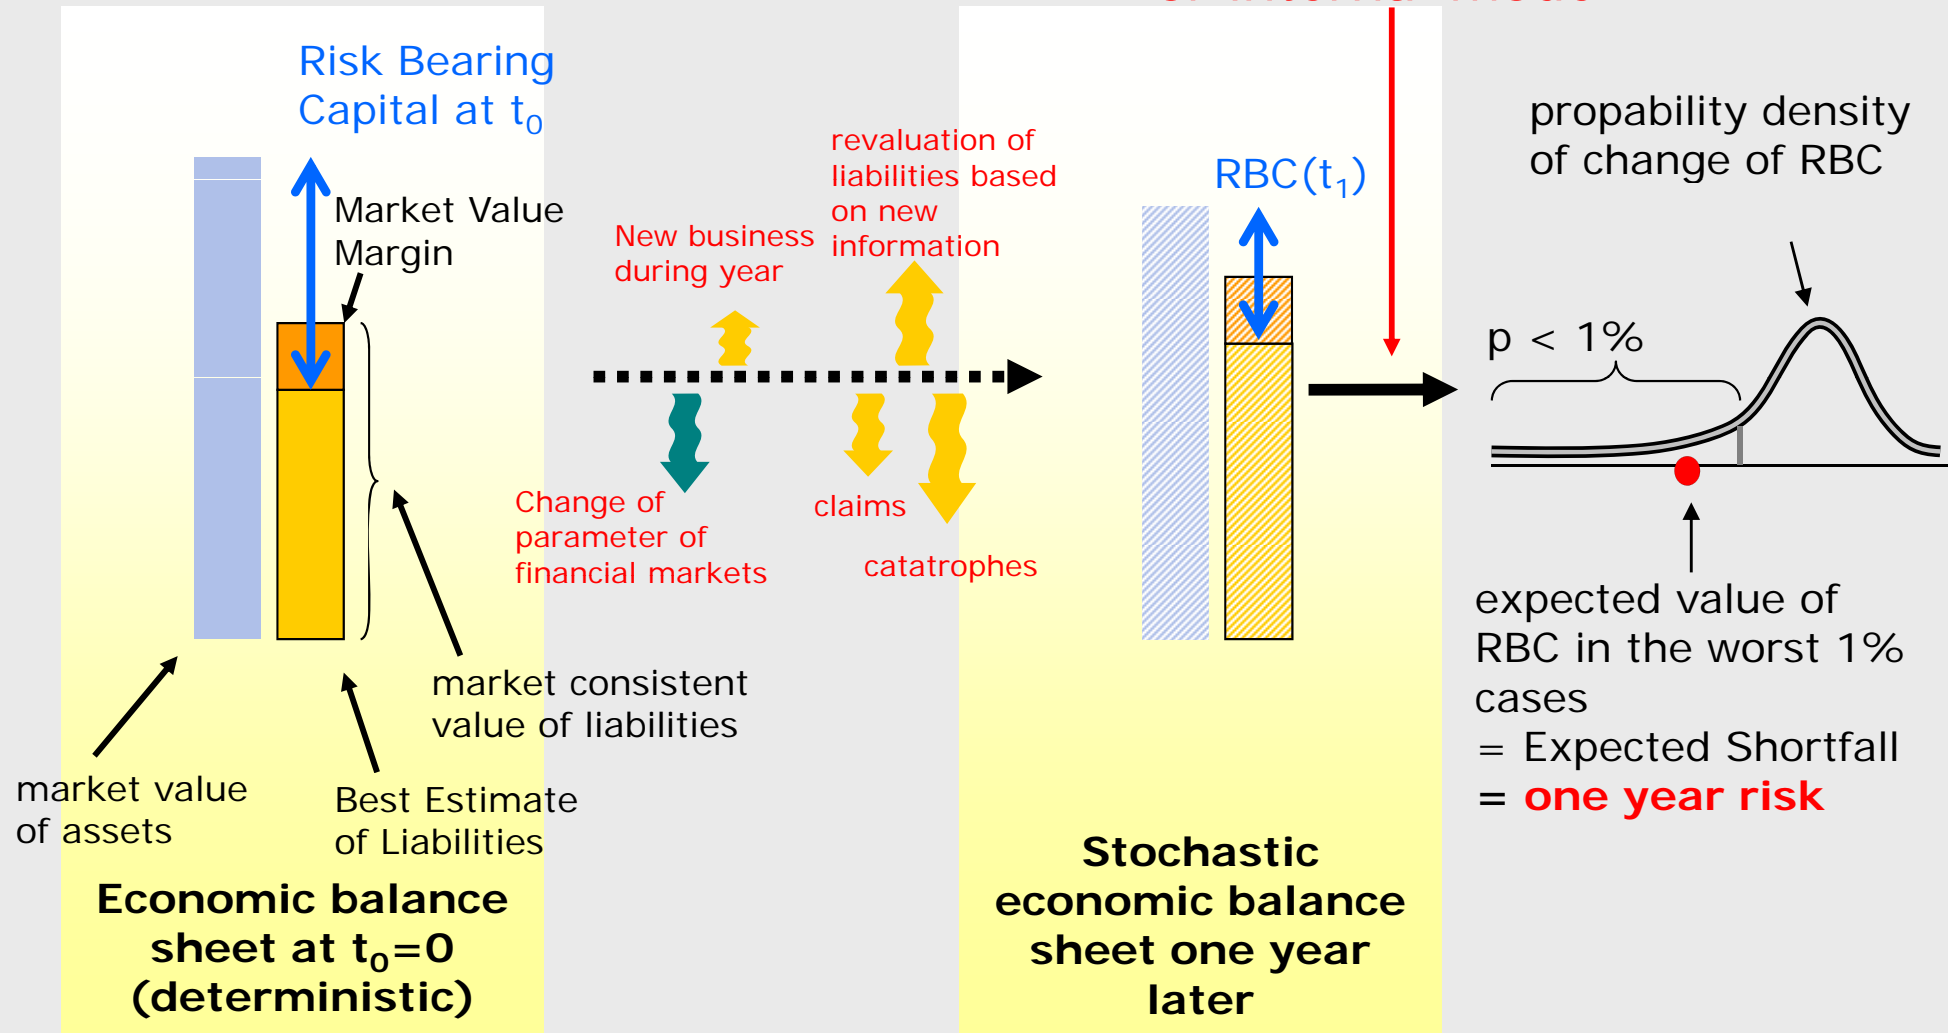 Risk Bearing
Capital at t₀
Market Value
Margin
market value
of assets
Best Estimate
of Liabilities
market consistent
value of liabilities
Economic balance
sheet at t₀=0
(deterministic)
New business
during year
revaluation of
liabilities based
on new
information
Change of
parameter of
financial markets
claims
catatrophes
RBC(t₁)
Stochastic
economic balance
sheet one year
later
propability density
of change of RBC
p < 1%
expected value of
RBC in the worst 1%
cases
= Expected Shortfall
= one year risk